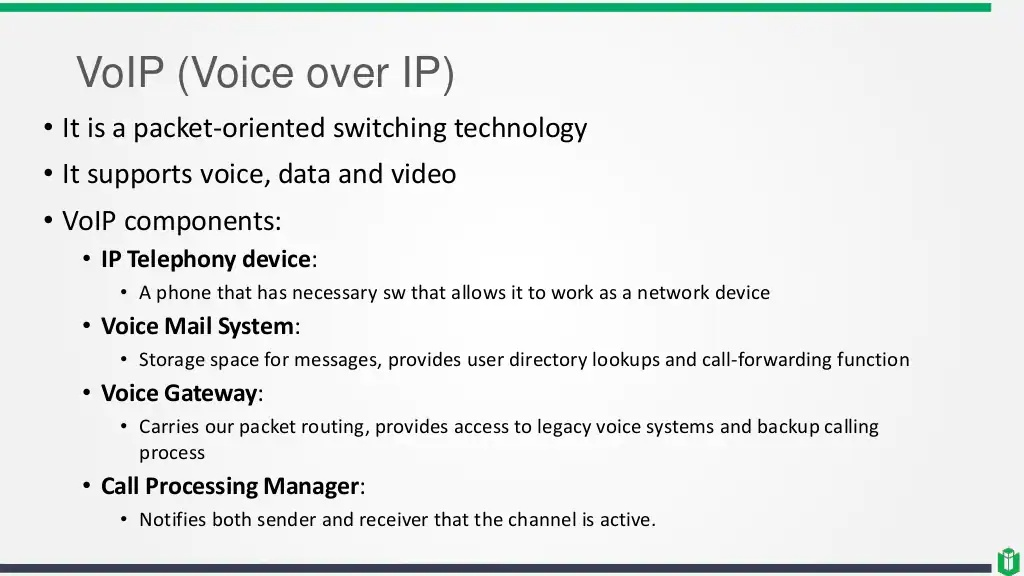 VoIP (Voice over IP)
• It is a packet-oriented switching technology
• It supports voice, data and video
• VoIP components:
• IP Telephony device:
• A phone that has necessary sw that allows it to work as a network device
• Voice Mail System:
• Storage space for messages, provides user directory lookups and call-forwarding function
• Voice Gateway:
• Carries our packet routing, provides access to legacy voice systems and backup calling
process
• Call Processing Manager:
• Notifies both sender and receiver that the channel is active.